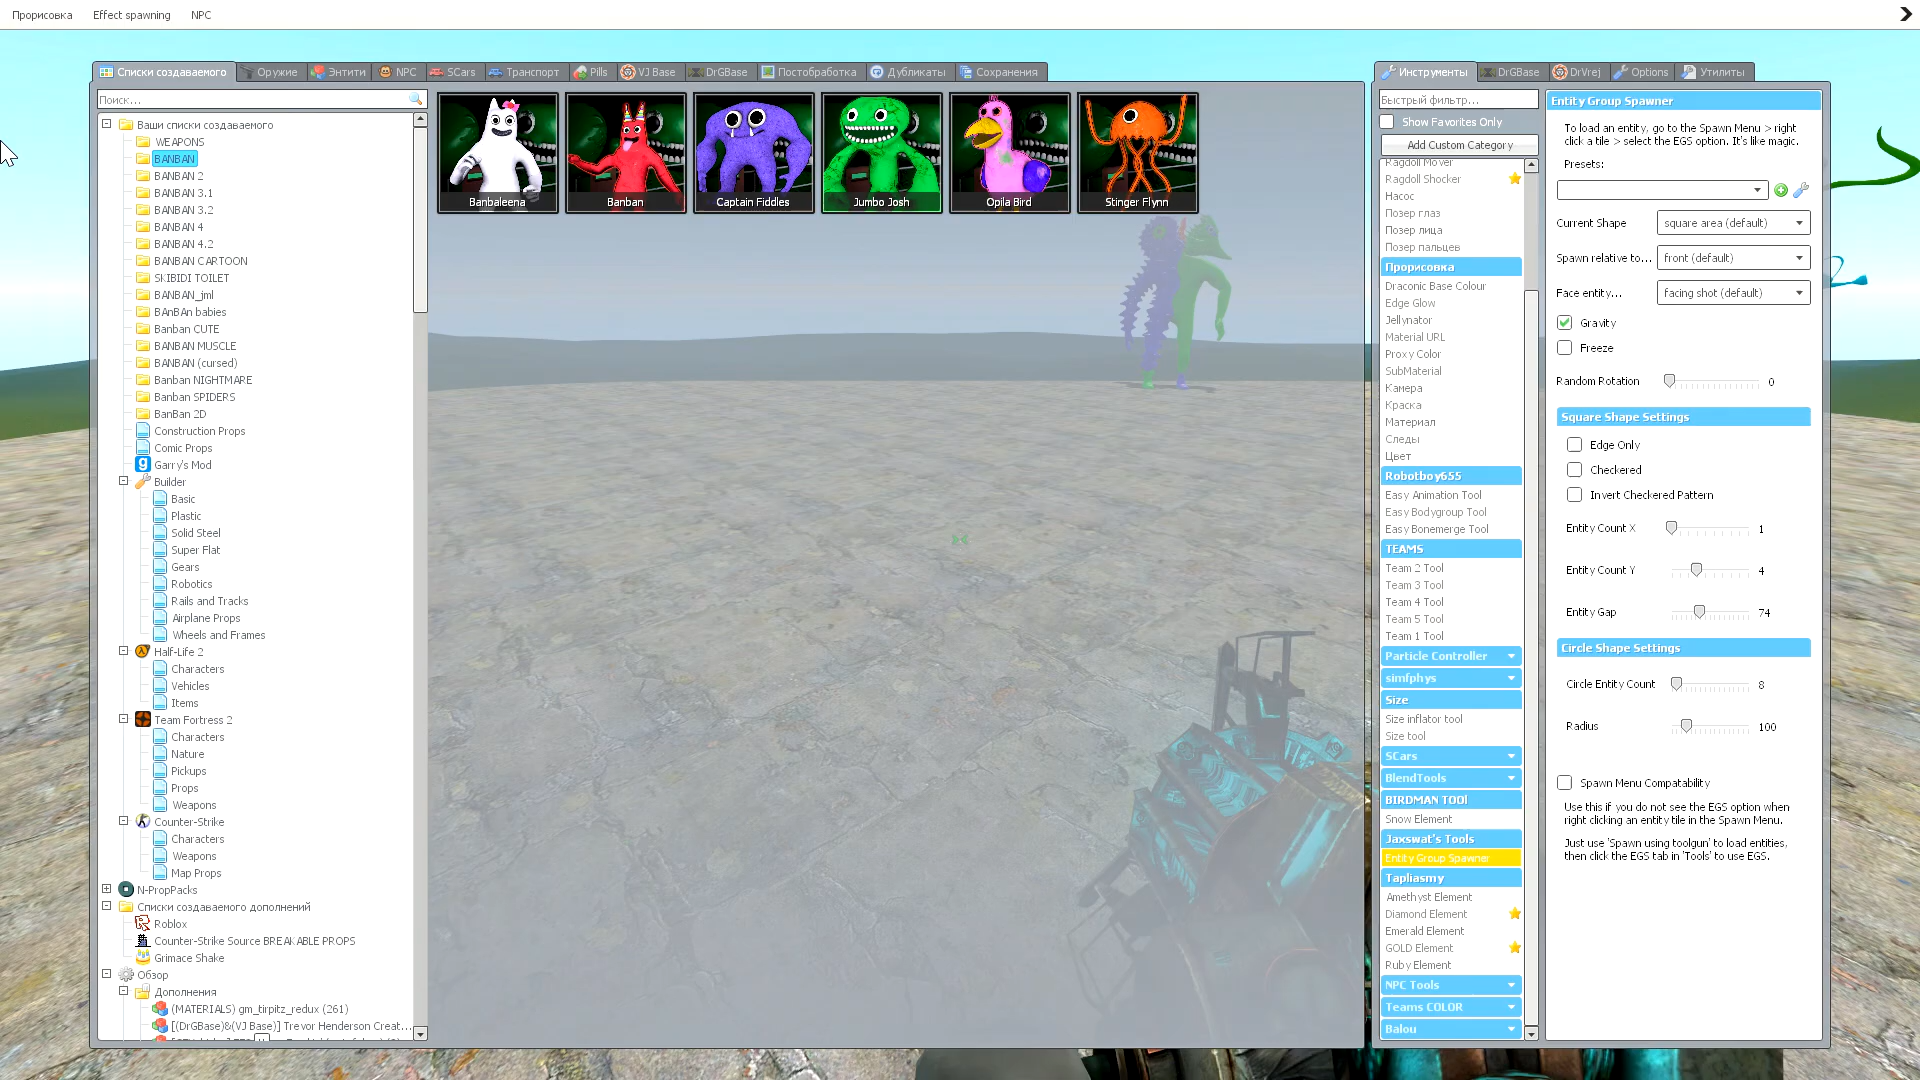 Прорисовка Effect spawning NPC
Списки создаваемого Оружие Энтити NPC SCars Транспорт Pills VJ Base DrGBase Постобработка Дубликаты Сохранения
Поиск...
Ваши списки создаваемого
WEAPONS
BANBAN
BANBAN 2
BANBAN 3.1
BANBAN 3.2
BANBAN 4
BANBAN 4.2
BANBAN CARTOON
SKIBIDI TOILET
BANBAN_jml
BAnBAn babies
Banban CUTE
BANBAN MUSCLE
BANBAN (cursed)
Banban NIGHTMARE
Banban SPIDERS
BanBan 2D
Construction Props
Comic Props
Garry's Mod
Builder
Basic
Plastic
Solid Steel
Super Flat
Gears
Robotics
Rails and Tracks
Airplane Props
Wheels and Frames
Half-Life 2
Characters
Vehicles
Items
Team Fortress 2
Characters
Nature
Pickups
Props
Weapons
Counter-Strike
Characters
Weapons
Map Props
N-PropPacks
Списки создаваемого дополнений
Roblox
Counter-Strike Source BREAKABLE PROPS
Grimace Shake
Обзор
Дополнения
(MATERIALS) gm_tirpitz_redux (261)
[(DrGBase)&(VJ Base)] Trevor Henderson Creat...
Banbaleena
Banban
Captain Fiddles
Jumbo Josh
Opila Bird
Stinger Flynn
Инструменты DrGBase DrVrej Options Утилиты
Быстрый фильтр...
Show Favorites Only
Add Custom Category
Ragdoll Mover
Ragdoll Shocker
Насос
Позер глаз
Позер лица
Позер пальцев
Прорисовка
Draconic Base Colour
Edge Glow
Jellynator
Material URL
Proxy Color
SubMaterial
Камера
Краска
Материал
Следы
Цвет
Robotboy655
Easy Animation Tool
Easy Bodygroup Tool
Easy Bonemerge Tool
TEAMS
Team 2 Tool
Team 3 Tool
Team 4 Tool
Team 5 Tool
Team 1 Tool
Particle Controller
simfphys
Size
Size inflator tool
Size tool
SCars
BlendTools
BIRDMAN TOOl
Snow Element
Jaxswat's Tools
Entity Group Spawner
Tapliasmy
Amethyst Element
Diamond Element
Emerald Element
GOLD Element
Ruby Element
NPC Tools
Teams COLOR
Balou
Entity Group Spawner
To load an entity, go to the Spawn Menu > right
click a tile > select the EGS option. It's like magic.
Presets:
Current Shape square area (default)
Spawn relative to... front (default)
Face entity... facing shot (default)
Gravity
Freeze
Random Rotation 0
Square Shape Settings
Edge Only
Checkered
Invert Checkered Pattern
Entity Count X 1
Entity Count Y 4
Entity Gap 74
Circle Shape Settings
Circle Entity Count 8
Radius 100
Spawn Menu Compatability
Use this if you do not see the EGS option when
right clicking an entity tile in the Spawn Menu.
Just use 'Spawn using toolgun' to load entities,
then click the EGS tab in 'Tools' to use EGS.